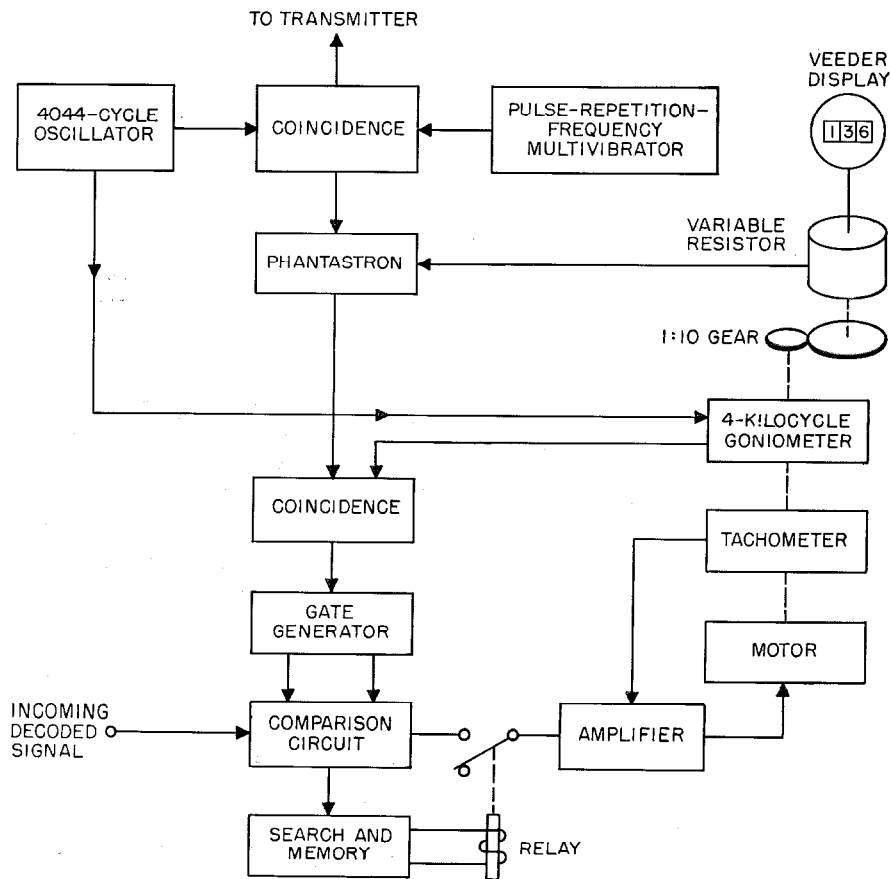 TO TRANSMITTER
VEEDER
DISPLAY
4044-CYCLE
OSCILLATOR
COINCIDENCE
PULSE-REPETITION-
FREQUENCY
MULTIVIBRATOR
136
VARIABLE
RESISTOR
PHANTASTRON
1:10 GEAR
4-KILOCYCLE
GONIOMETER
COINCIDENCE
TACHOMETER
GATE
GENERATOR
MOTOR
INCOMING
DECODED
SIGNAL
COMPARISON
CIRCUIT
AMPLIFIER
SEARCH AND
MEMORY
RELAY